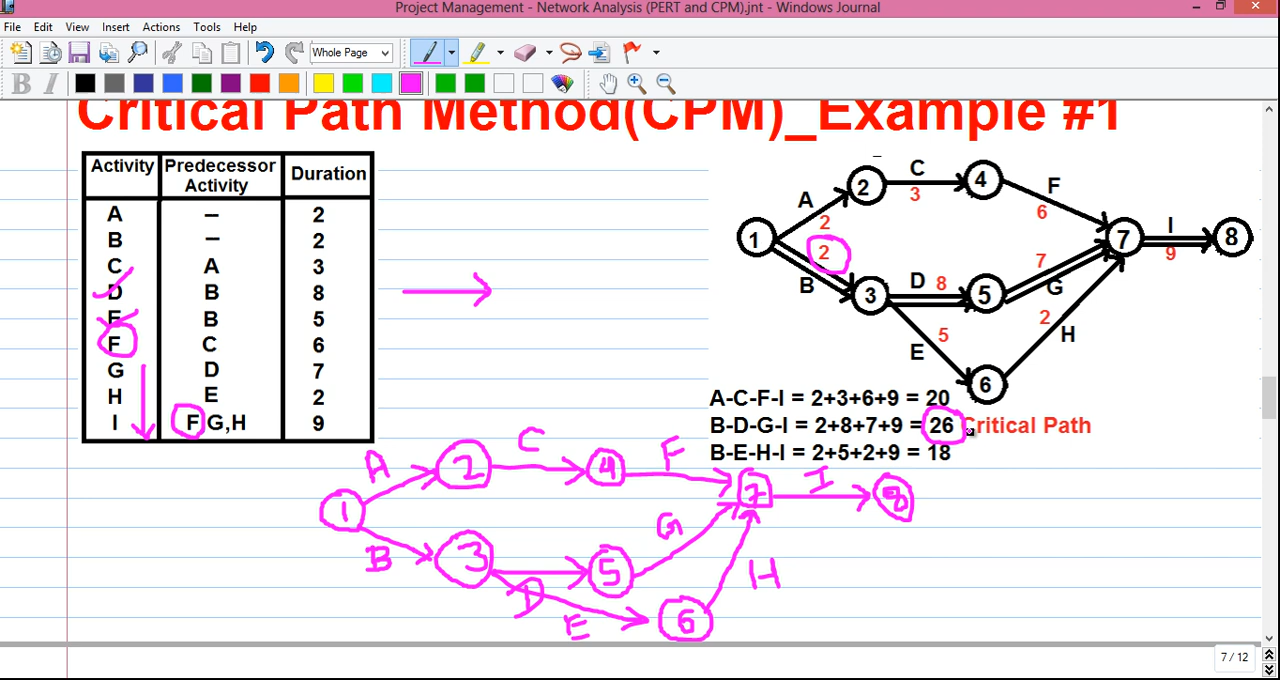 Project Management - Network Analysis (PERT and CPM).jnt - Windows Journal
File Edit View Insert Actions Tools Help
Whole Page
B I
Critical Path Method(CPM)_Example #1
Activity Predecessor Activity Duration
A – 2
B – 2
C A 3
D B 8
E B 5
F C 6
G D 7
H E 2
I F G,H 9
1 A 2 2 C 3 4 F 6
2 B 3 D 8 5 7 G 7 I 9 8
E 5 6 2 H
A-C-F-I = 2+3+6+9 = 20
B-D-G-I = 2+8+7+9 = 26 Critical Path
B-E-H-I = 2+5+2+9 = 18
1 A 2 C 4 F 7 I 8
B 3 D 5 G
E 6 H
7 / 12